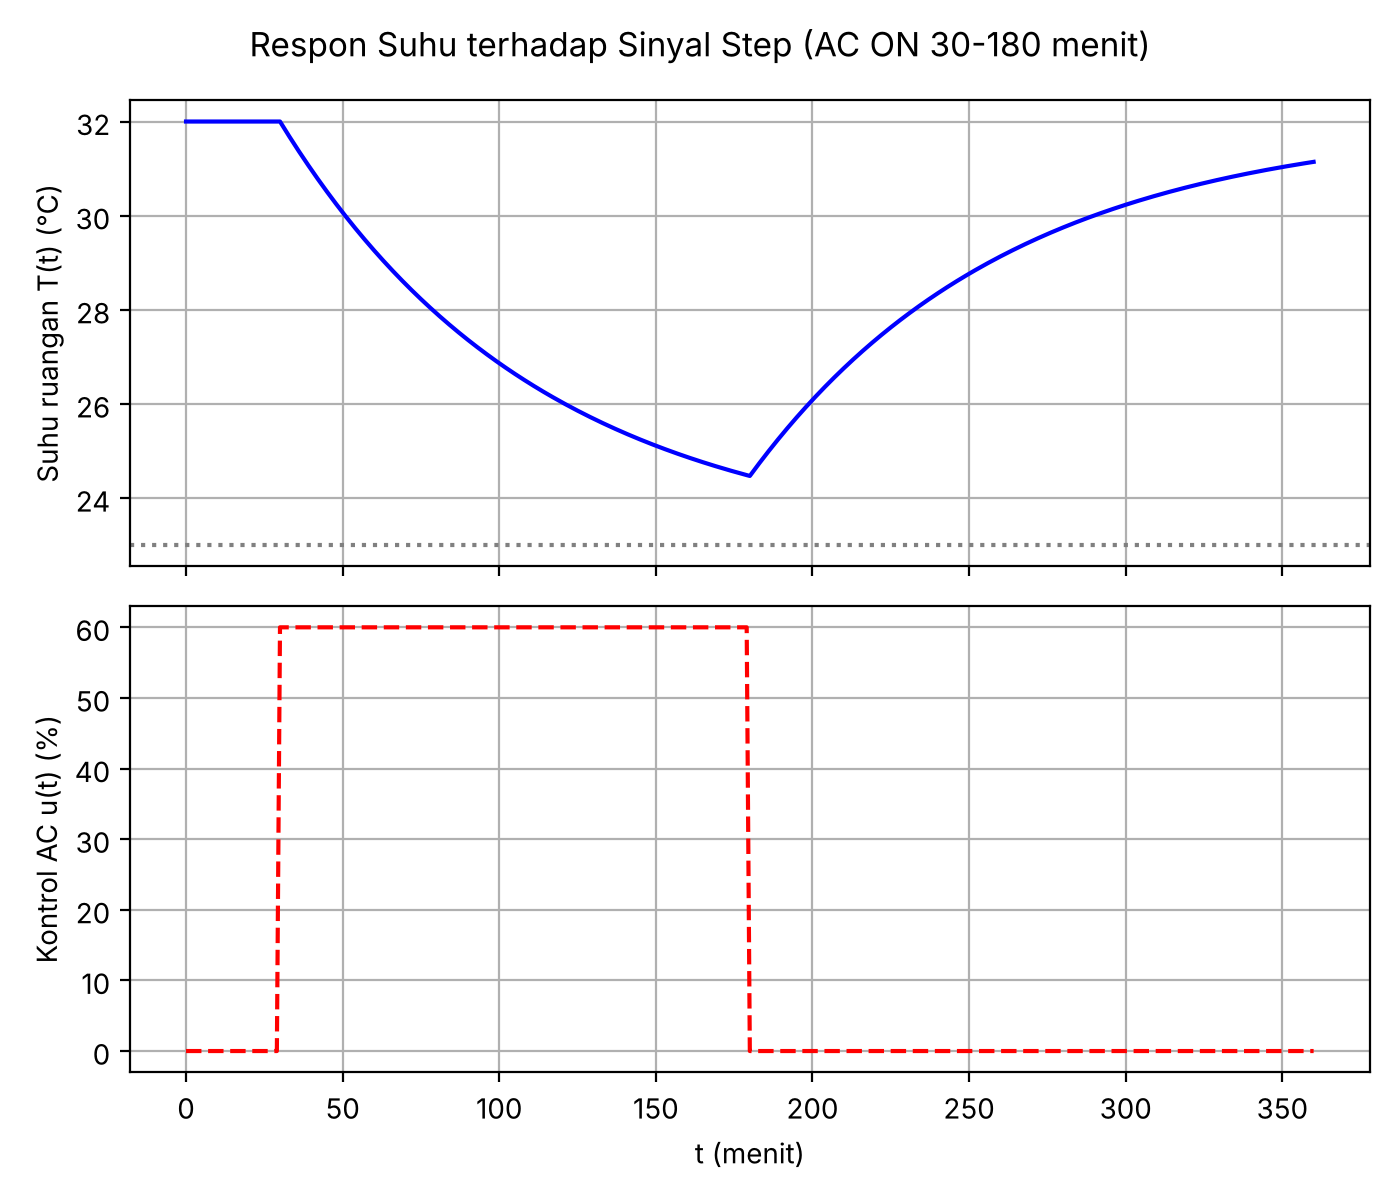 Respon Suhu terhadap Sinyal Step (AC ON 30-180 menit)
Suhu ruangan T(t) (°C)
32
30
28
26
24
Kontrol AC u(t) (%)
60
50
40
30
20
10
0
0 50 100 150 200 250 300 350
t (menit)